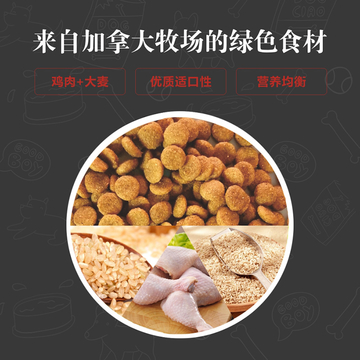 来自加拿大牧场的绿色食材
鸡肉+大麦
优质适口性
营养均衡